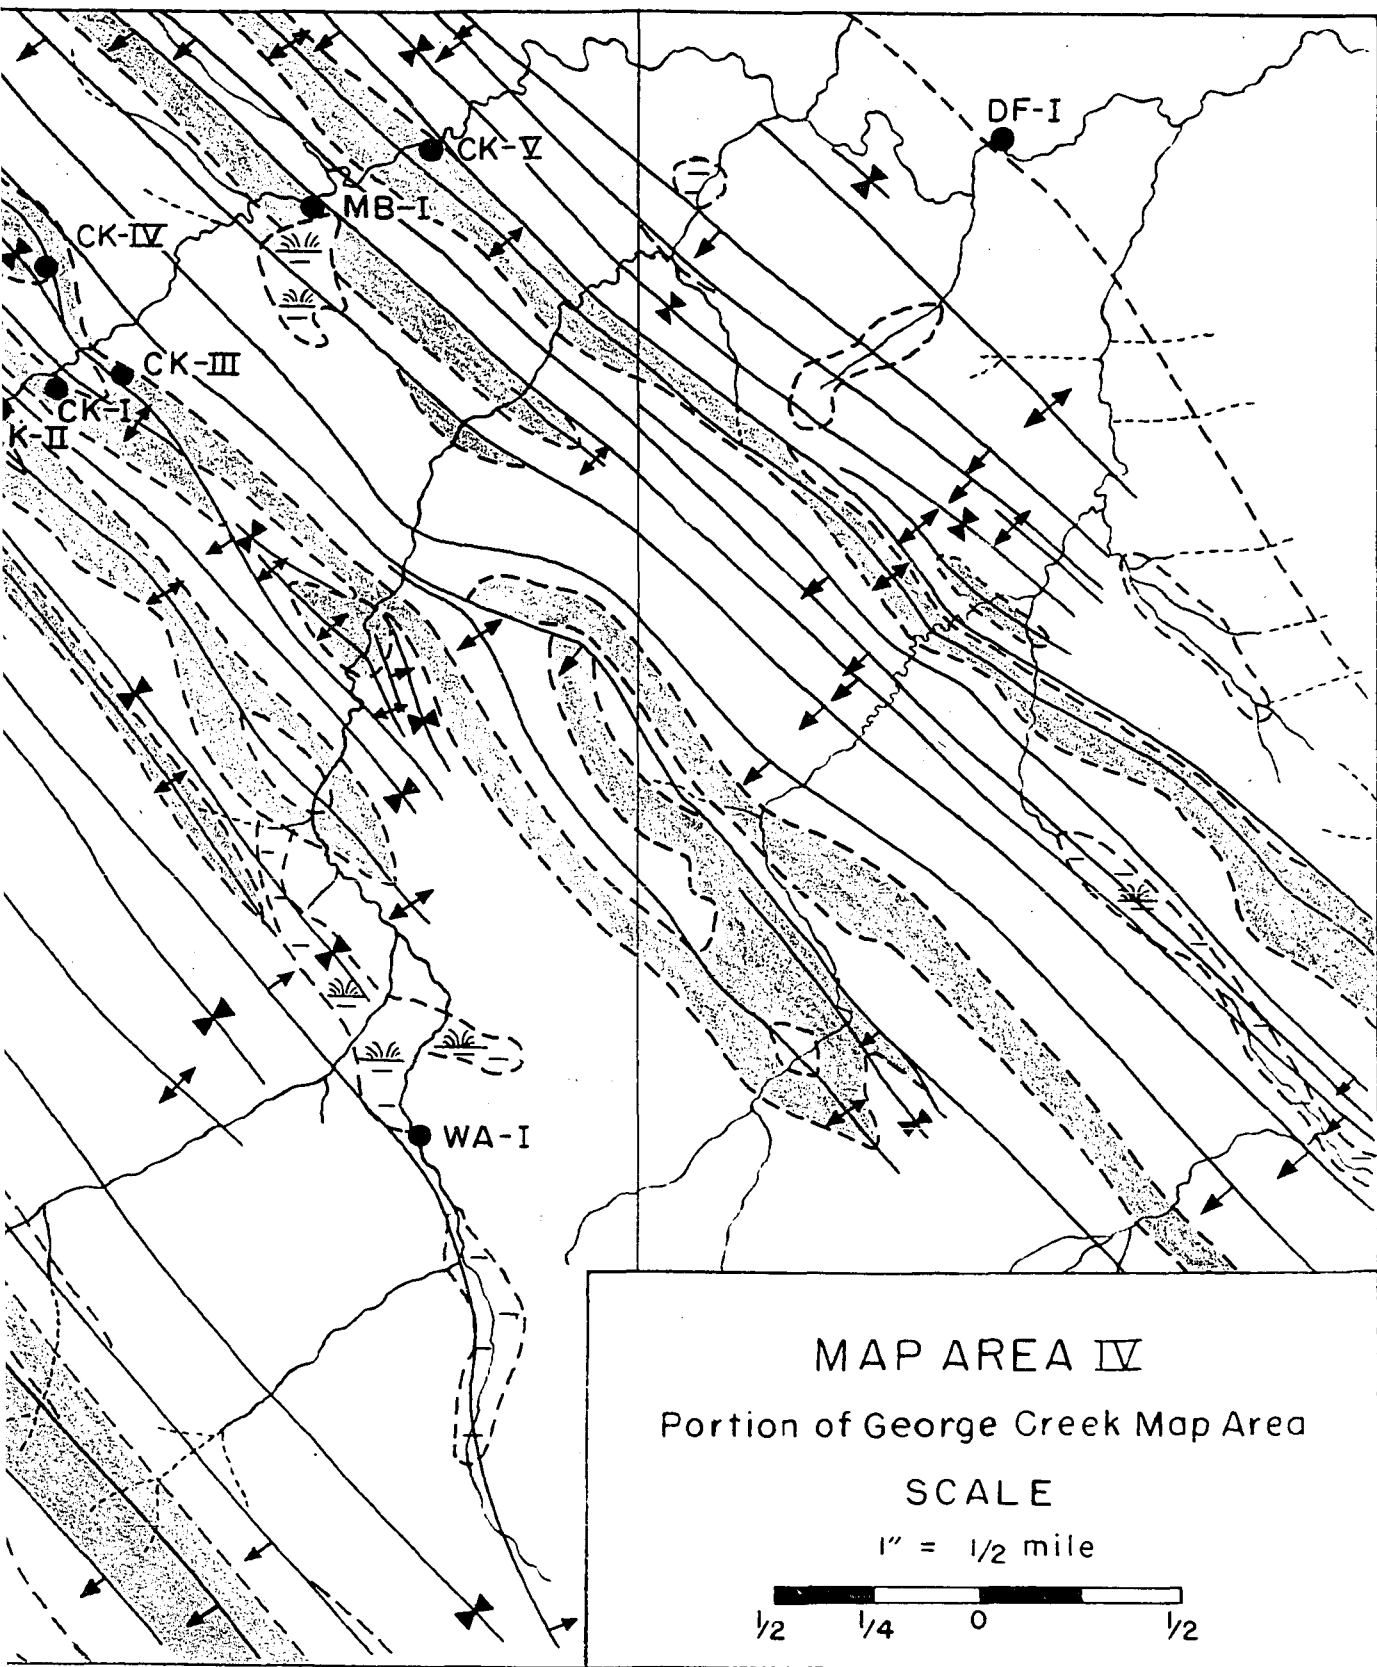 DF-I
CK-V
MB-I
CK-IV
CK-III
CK-I
K-II
WA-I
MAP AREA IV
Portion of George Creek Map Area
SCALE
1" = 1/2 mile
1/2 1/4 0 1/2